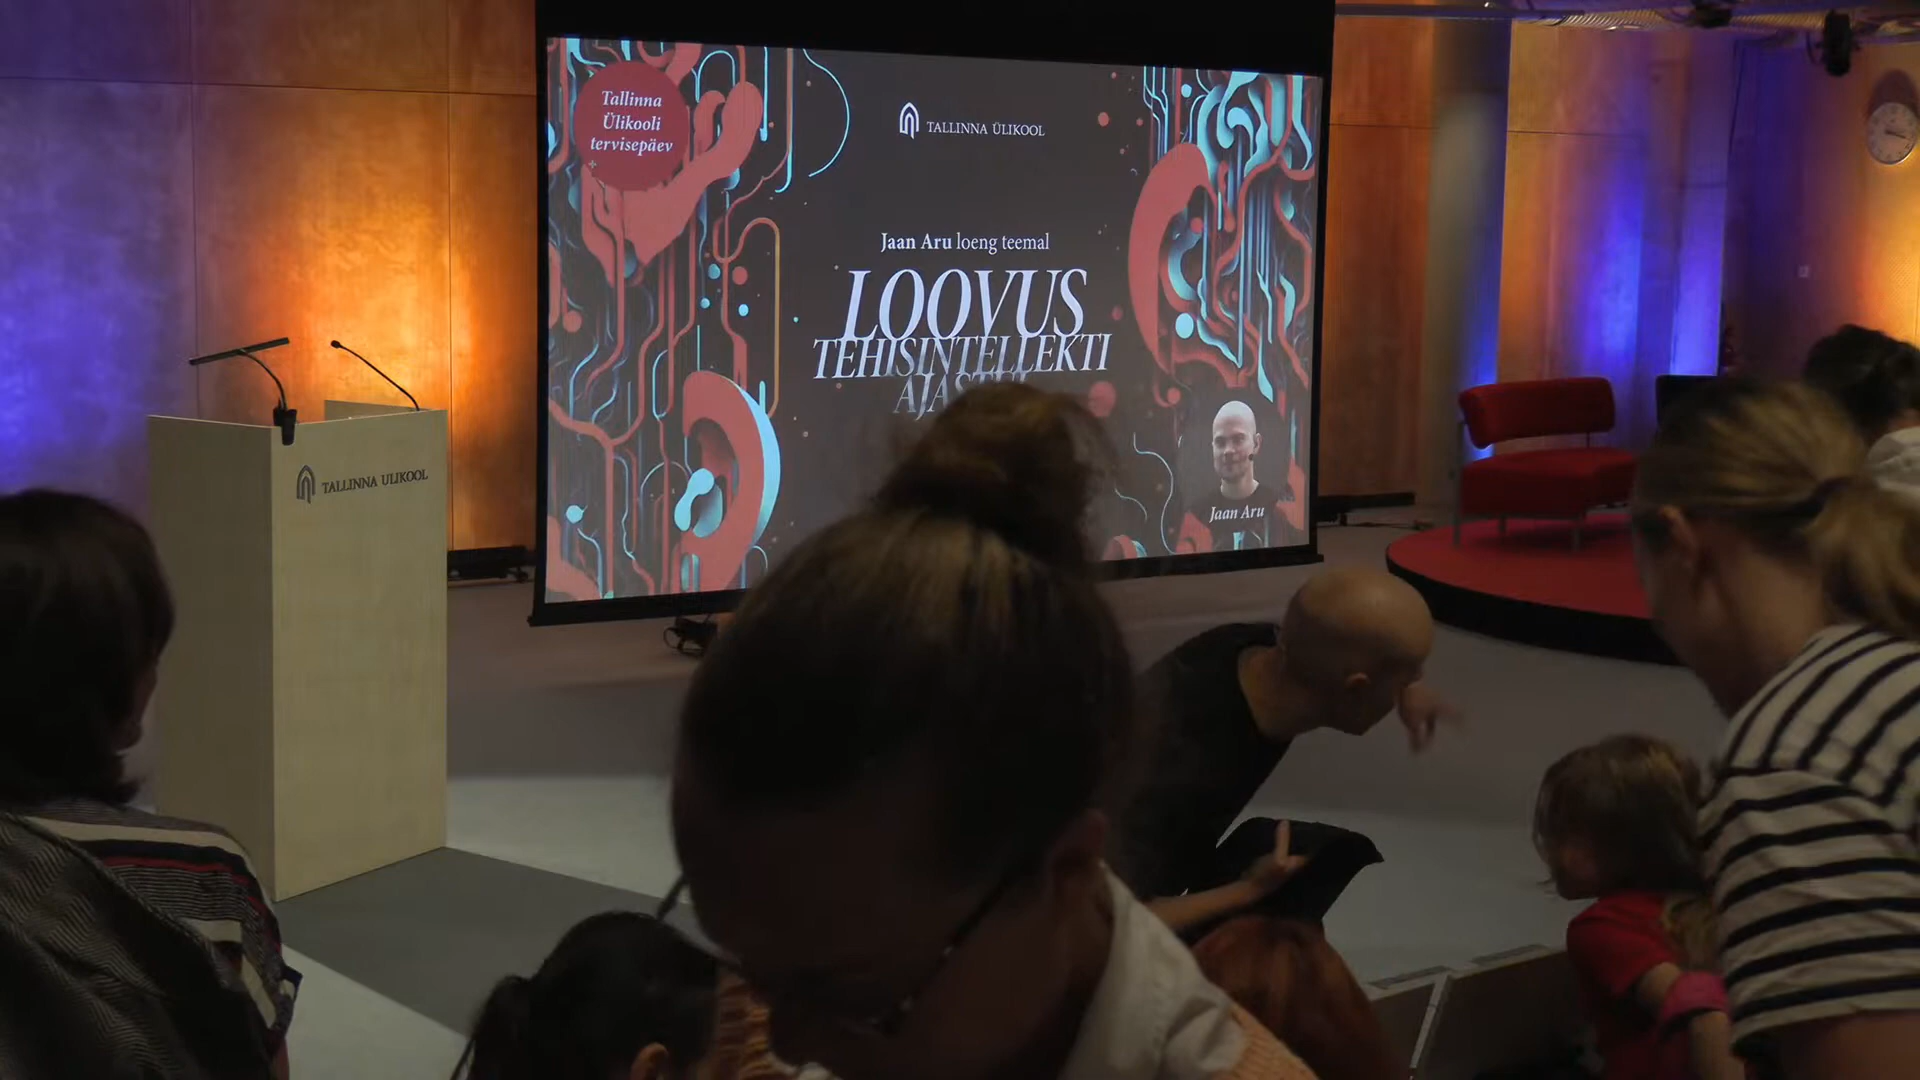 Tallinna
Ülikooli
tervisepäev
TALLINNA ÜLIKOOL
Jaan Aru loeng teemal
LOOVUS
TEHISINTELLEKTI
Jaan Aru
TALLINNA ÜLIKOOL